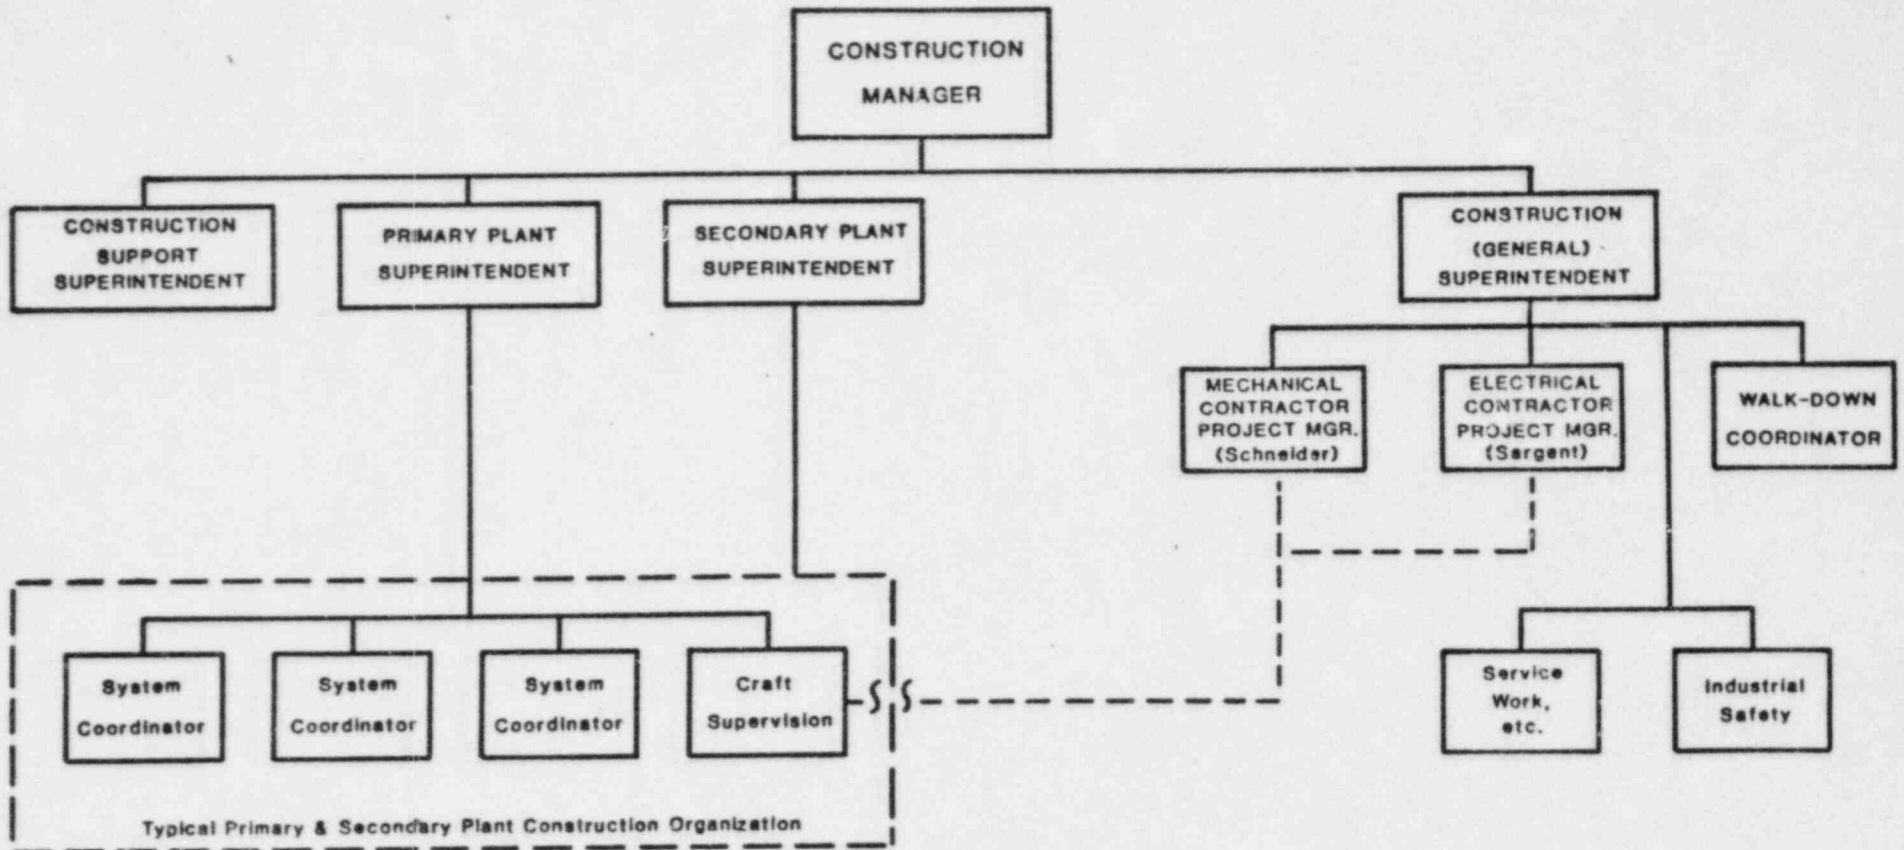 CONSTRUCTION
MANAGER
CONSTRUCTION
SUPPORT
SUPERINTENDENT
PRIMARY PLANT
SUPERINTENDENT
SECONDARY PLANT
SUPERINTENDENT
CONSTRUCTION
(GENERAL)
SUPERINTENDENT
MECHANICAL
CONTRACTOR
PROJECT MGR.
(Schneider)
ELECTRICAL
CONTRACTOR
PROJECT MGR.
(Sargent)
WALK-DOWN
COORDINATOR
System
Coordinator
System
Coordinator
System
Coordinator
Craft
Supervision
Service
Work,
etc.
Industrial
Safety
Typical Primary & Secondary Plant Construction Organization